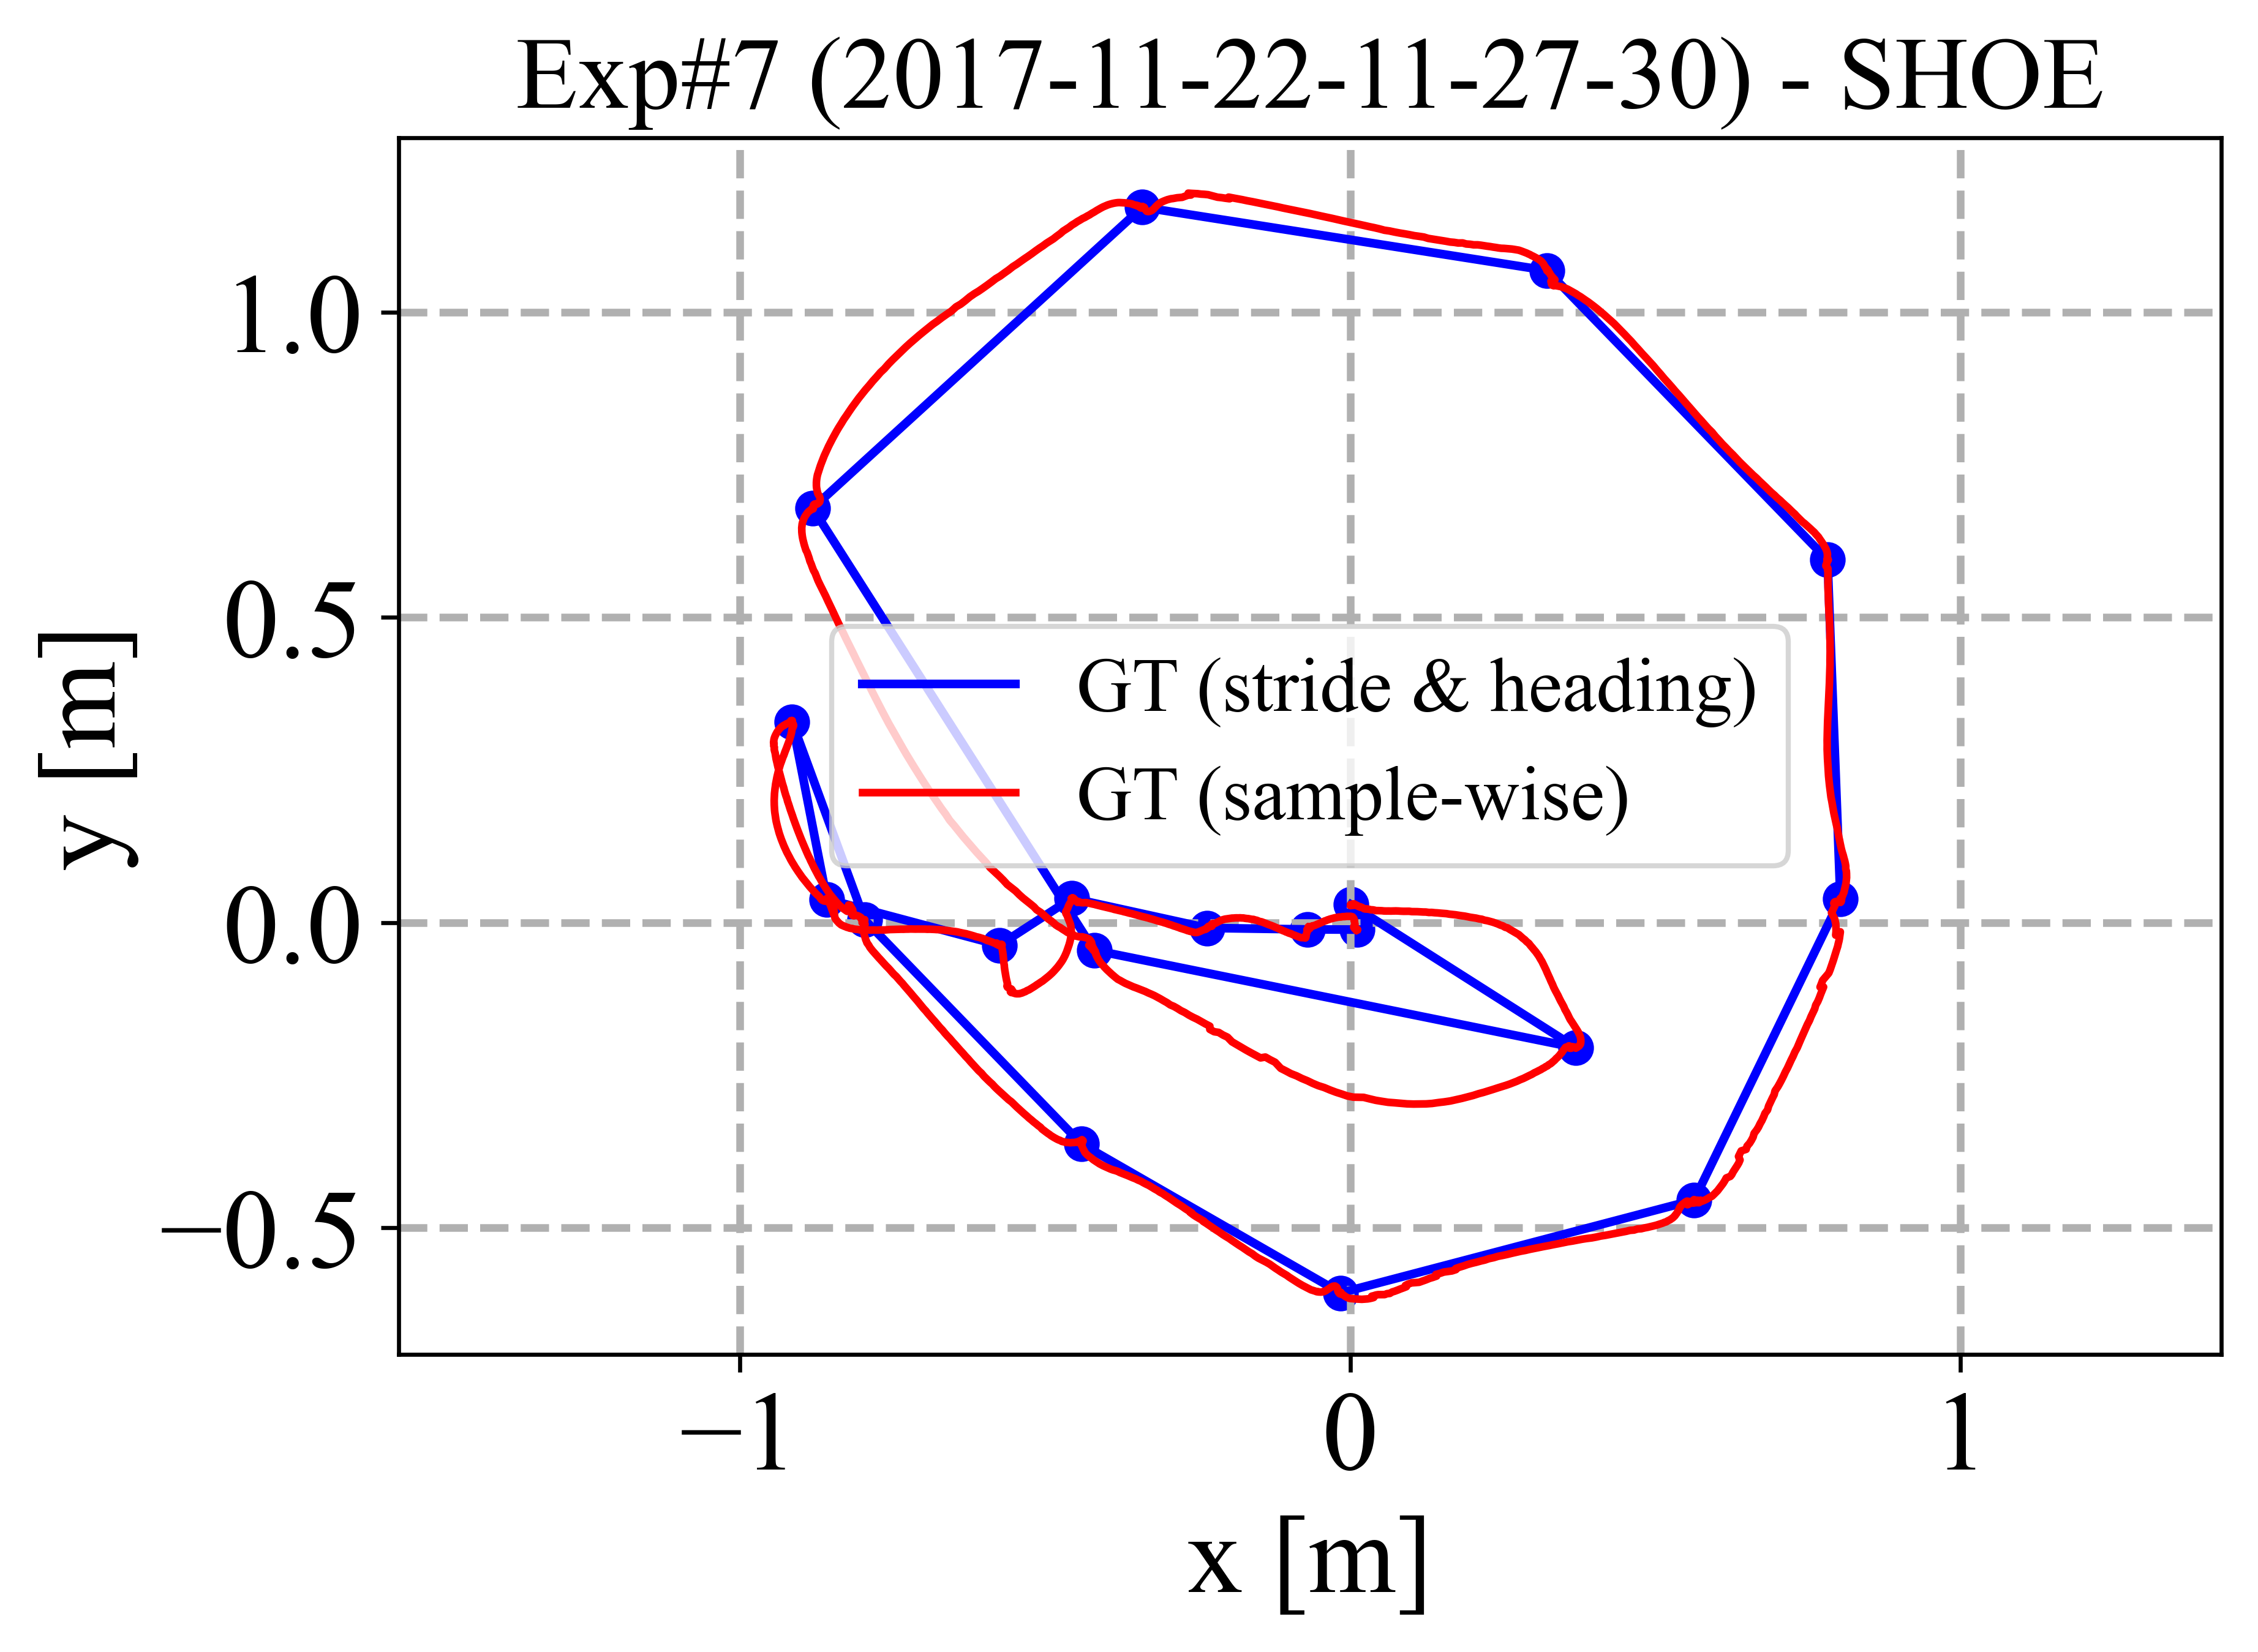 Exp#7 (2017-11-22-11-27-30) - SHOE
1.0
0.5
0.0
−0.5
y [m]
GT (stride & heading)
GT (sample-wise)
−1 0 1
x [m]